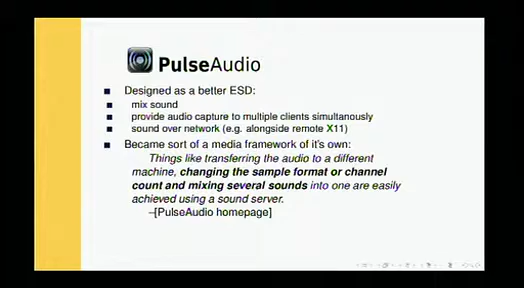 PulseAudio
Designed as a better ESD:
mix sound
provide audio capture to multiple clients simultaneously
sound over network (e.g. alongside remote X11)
Became sort of a media framework of it's own:
Things like transferring the audio to a different
machine, changing the sample format or channel
count and mixing several sounds into one are easily
achieved using a sound server.
–[PulseAudio homepage]